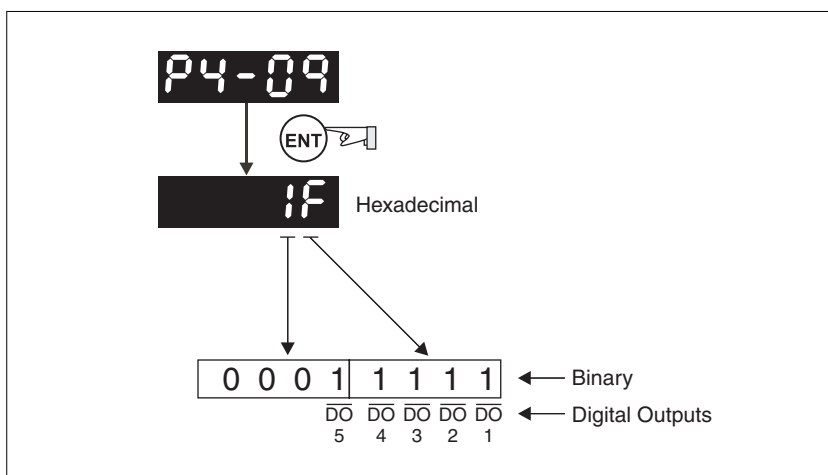 P4-09
ENT
1F Hexadecimal
0 0 0 1 1 1 1 1 Binary
DO DO DO DO DO Digital Outputs
5 4 3 2 1